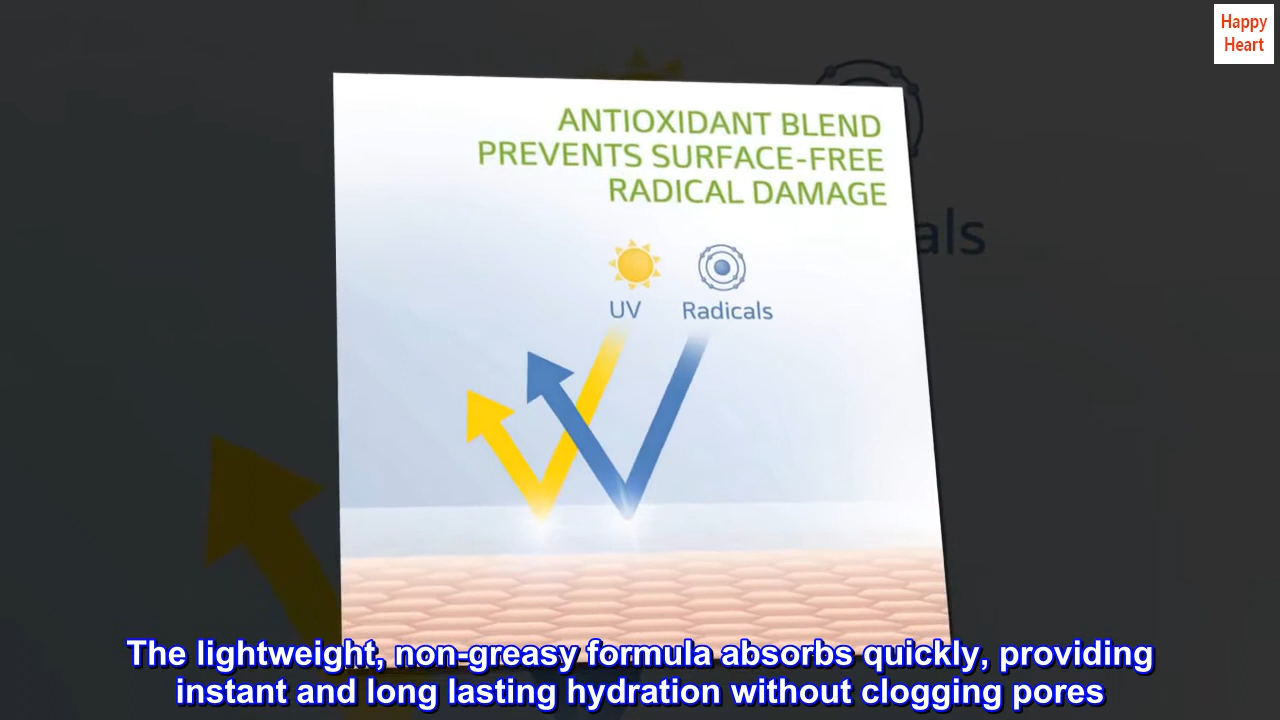 Happy
Heart
ANTIOXIDANT BLEND
PREVENTS SURFACE-FREE
RADICAL DAMAGE
als
UV
Radicals
The lightweight, non-greasy formula absorbs quickly, providing
instant and long lasting hydration without clogging pores